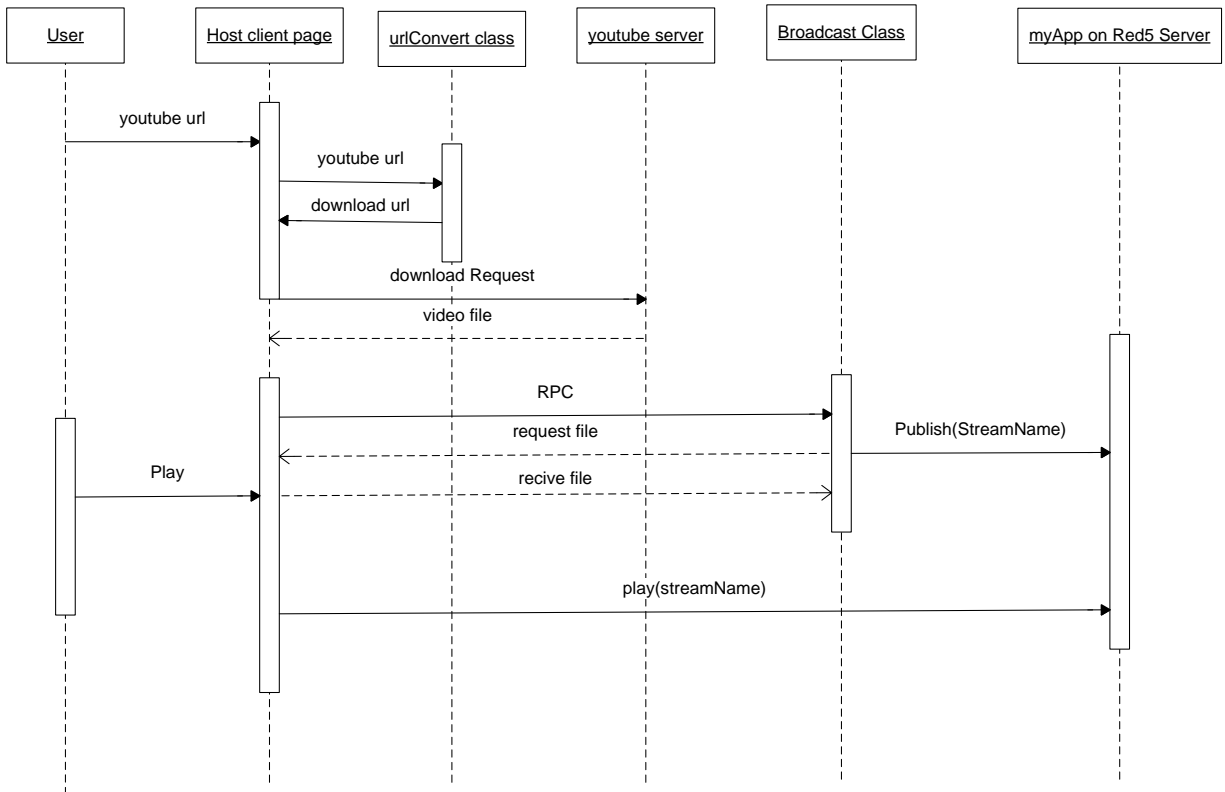 User
Host client page
urlConvert class
youtube server
Broadcast Class
myApp on Red5 Server
youtube url
youtube url
download url
download Request
video file
RPC
request file
Publish(StreamName)
Play
recive file
play(streamName)